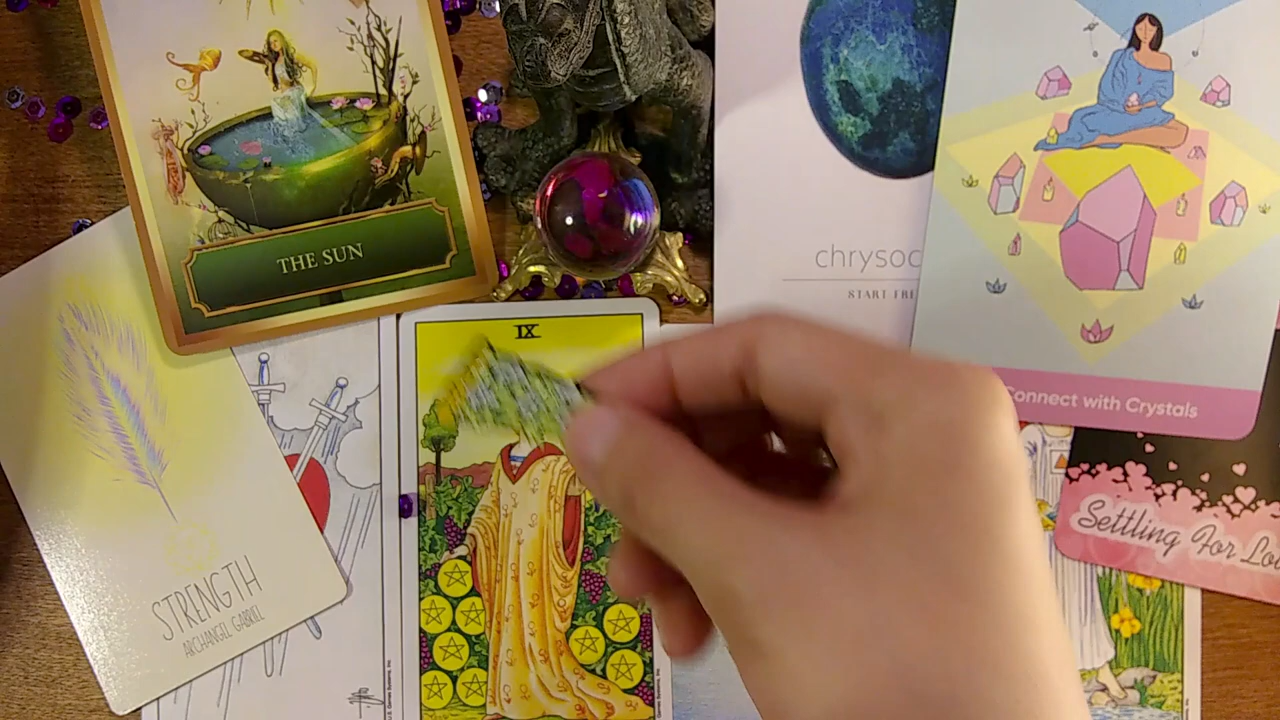 THE SUN
chrysoc
START FRE
Connect with Crystals
IX
Settling For Lo
STRENGTH
ARCHANGEL GABRIEL